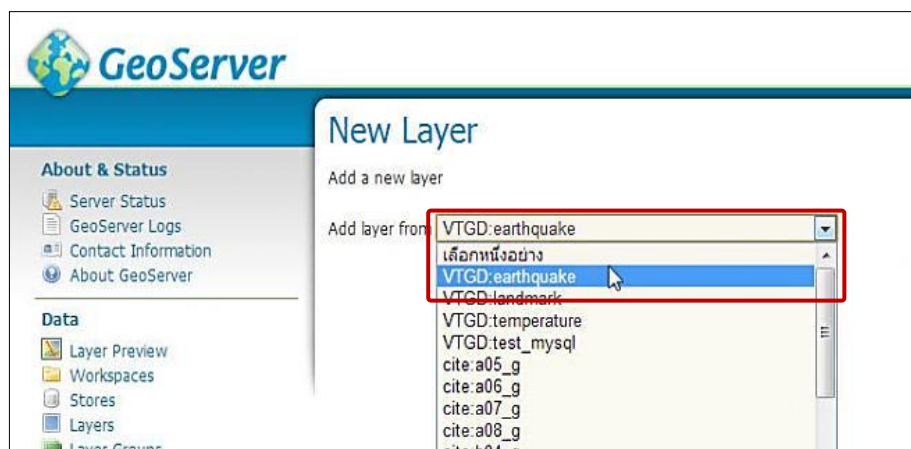 GeoServer
New Layer
Add a new layer
About & Status
Server Status
GeoServer Logs
Contact Information
About GeoServer
Data
Layer Preview
Workspaces
Stores
Layers
Layer Groups
Add layer from VTGD:earthquake
เลือกหนึ่งอย่าง
VTGD:earthquake
VTGD:landmark
VTGD:temperature
VTGD:test_mysql
cite:a05_g
cite:a06_g
cite:a07_g
cite:a08_g